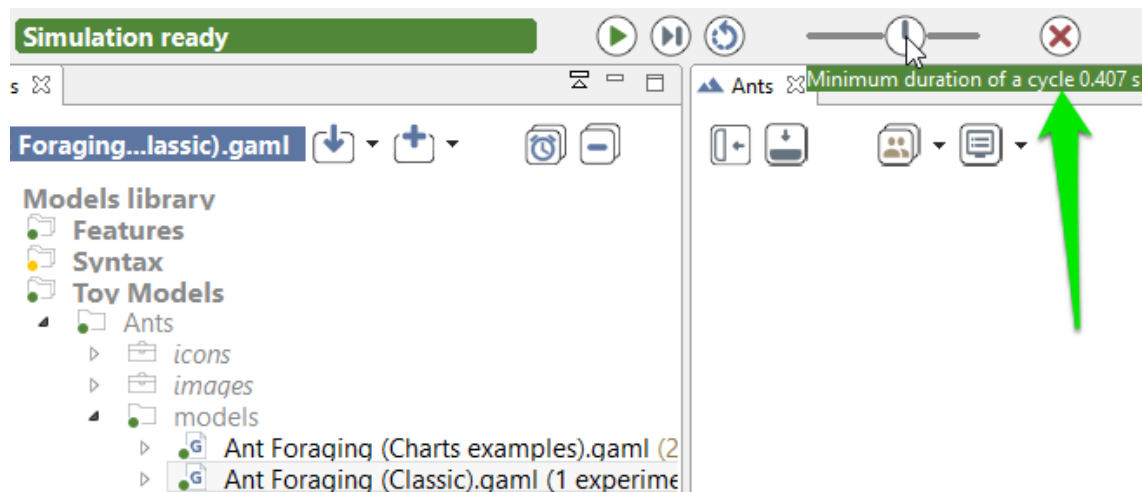 Simulation ready
s
Ants
Minimum duration of a cycle 0.407 s
Foraging...lassic).gaml
Models library
Features
Syntax
Toy Models
Ants
icons
images
models
G Ant Foraging (Charts examples).gaml (2
G Ant Foraging (Classic).gaml (1 experime